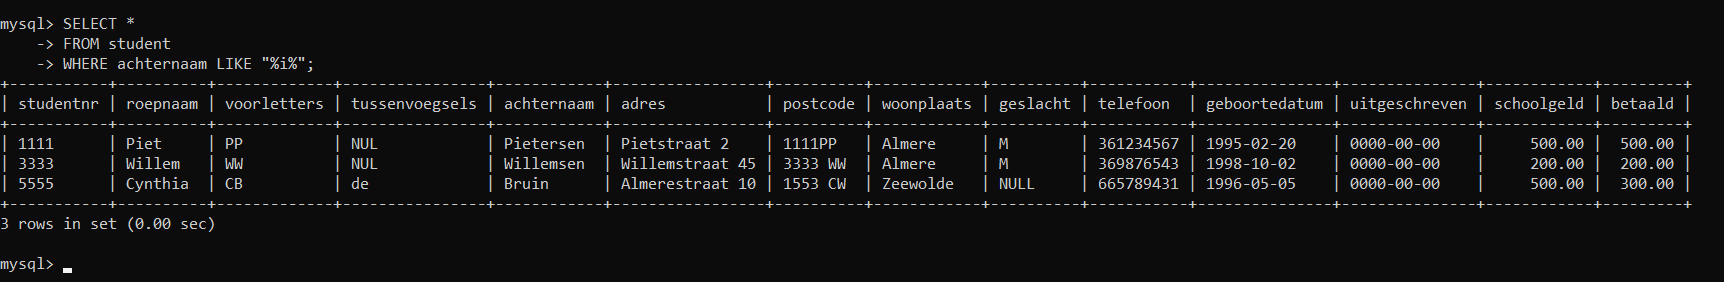 mysql> SELECT *
    -> FROM student
    -> WHERE achternaam LIKE "%i%";
+-----------+----------+-------------+----------------+------------+-----------------+----------+------------+----------+-----------+---------------+---------------+------------+---------+
| studentnr | roepnaam | voorletters | tussenvoegsels | achternaam | adres           | postcode | woonplaats | geslacht | telefoon  | geboortedatum | uitgeschreven | schoolgeld | betaald |
+-----------+----------+-------------+----------------+------------+-----------------+----------+------------+----------+-----------+---------------+---------------+------------+---------+
| 1111      | Piet     | PP          | NUL            | Pietersen  | Pietstraat 2    | 1111PP   | Almere     | M        | 361234567 | 1995-02-20    | 0000-00-00    |     500.00 |  500.00 |
| 3333      | Willem   | WW          | NUL            | Willemsen  | Willemstraat 45 | 3333 WW  | Almere     | M        | 369876543 | 1998-10-02    | 0000-00-00    |     200.00 |  200.00 |
| 5555      | Cynthia  | CB          | de             | Bruin      | Almerestraat 10 | 1553 CW  | Zeewolde   | NULL     | 665789431 | 1996-05-05    | 0000-00-00    |     500.00 |  300.00 |
+-----------+----------+-------------+----------------+------------+-----------------+----------+------------+----------+-----------+---------------+---------------+------------+---------+
3 rows in set (0.00 sec)
mysql>